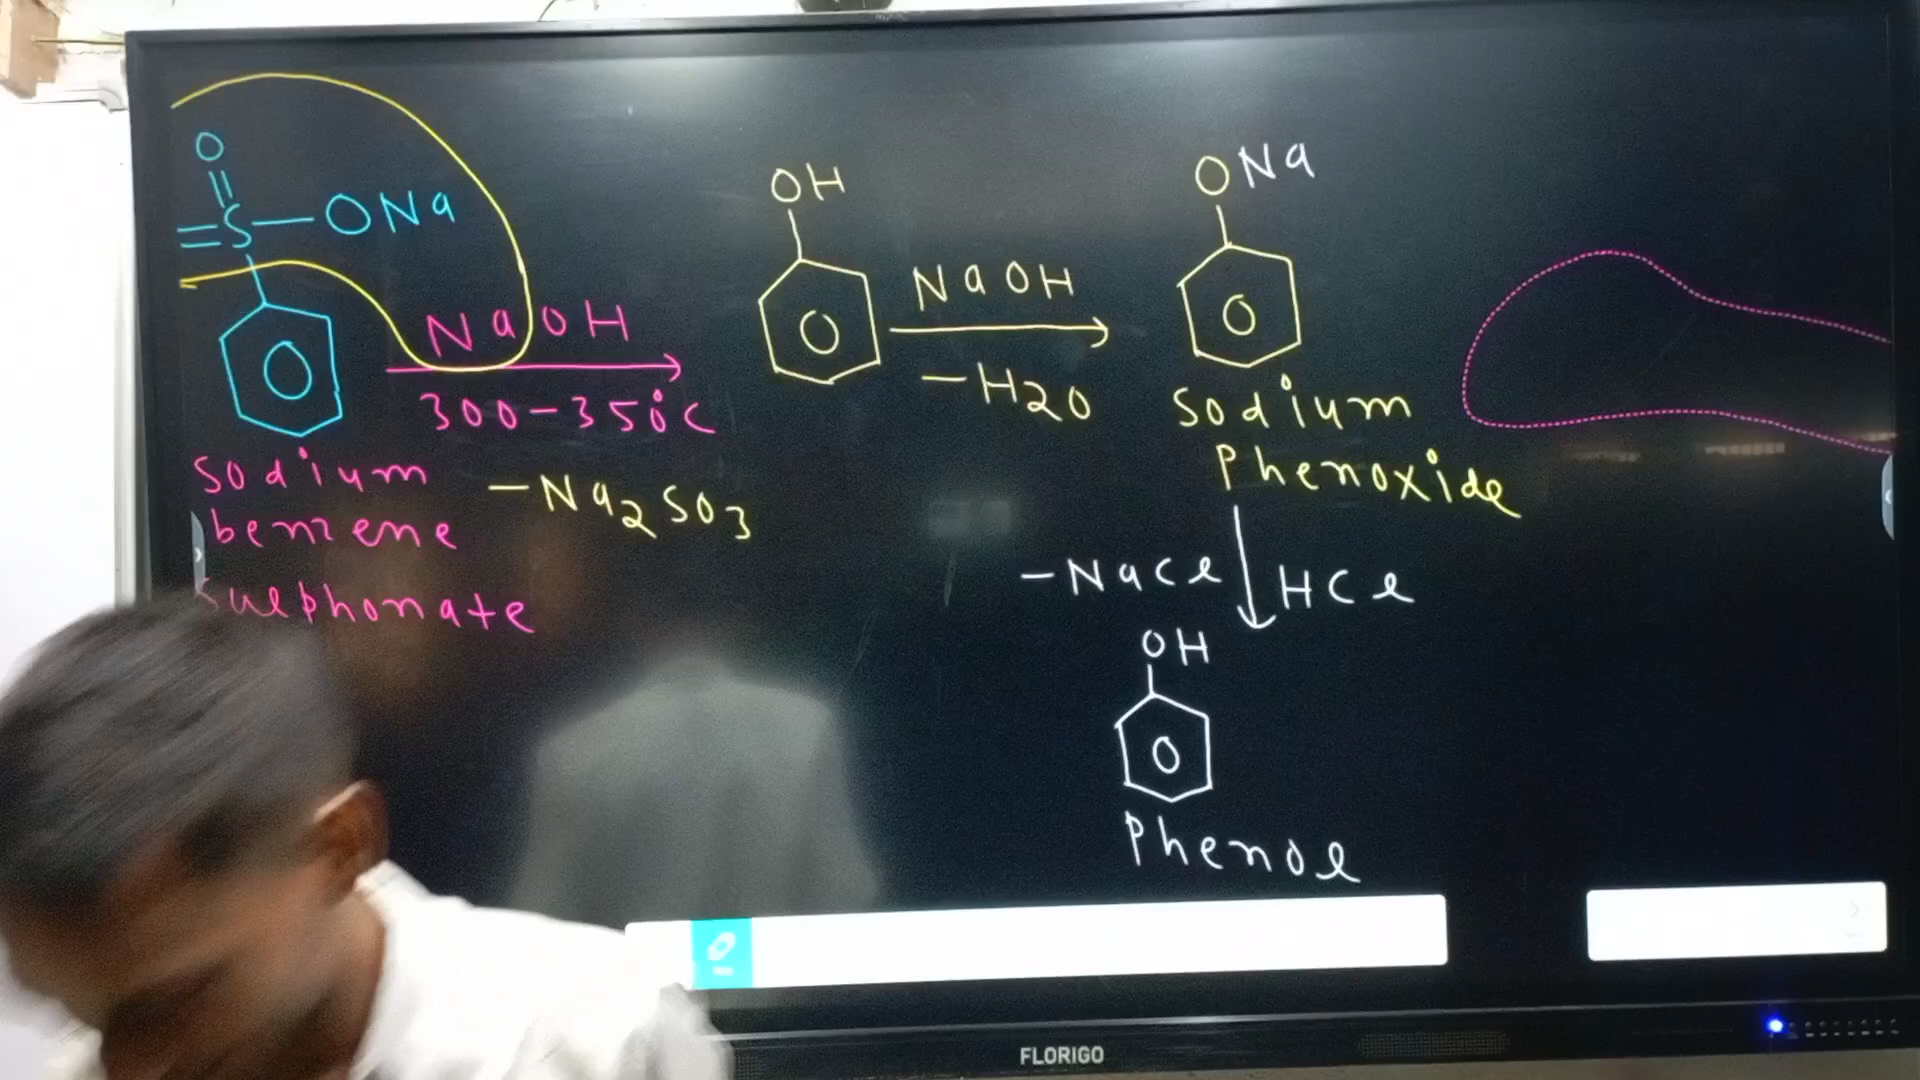 O
=S—ONa
NaOH
300-350°C
-Na2SO3
Sodium
benzene
Sulphonate
OH
NaOH
-H2O
ONa
Sodium
Phenoxide
-NaCl
HCl
OH
Phenol
FLORIGO